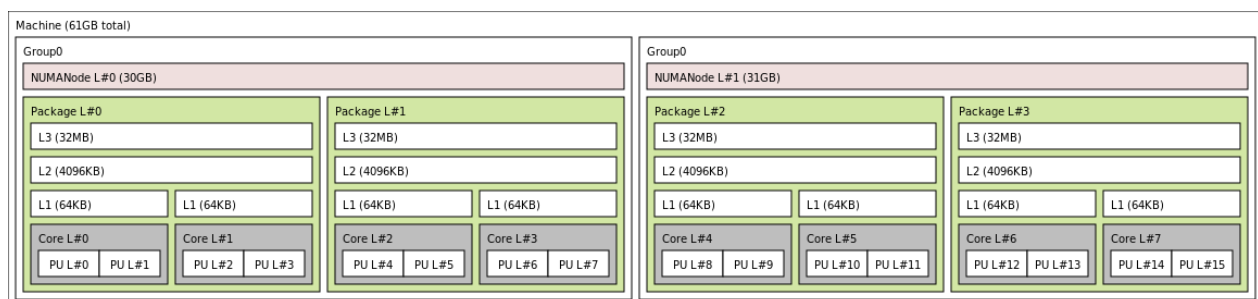 Machine (61GB total)
Group0
NUMANode L#0 (30GB)
Package L#0
L3 (32MB)
L2 (4096KB)
L1 (64KB) L1 (64KB)
Core L#0 Core L#1
PU L#0 PU L#1 PU L#2 PU L#3
Package L#1
L3 (32MB)
L2 (4096KB)
L1 (64KB) L1 (64KB)
Core L#2 Core L#3
PU L#4 PU L#5 PU L#6 PU L#7
Group0
NUMANode L#1 (31GB)
Package L#2
L3 (32MB)
L2 (4096KB)
L1 (64KB) L1 (64KB)
Core L#4 Core L#5
PU L#8 PU L#9 PU L#10 PU L#11
Package L#3
L3 (32MB)
L2 (4096KB)
L1 (64KB) L1 (64KB)
Core L#6 Core L#7
PU L#12 PU L#13 PU L#14 PU L#15